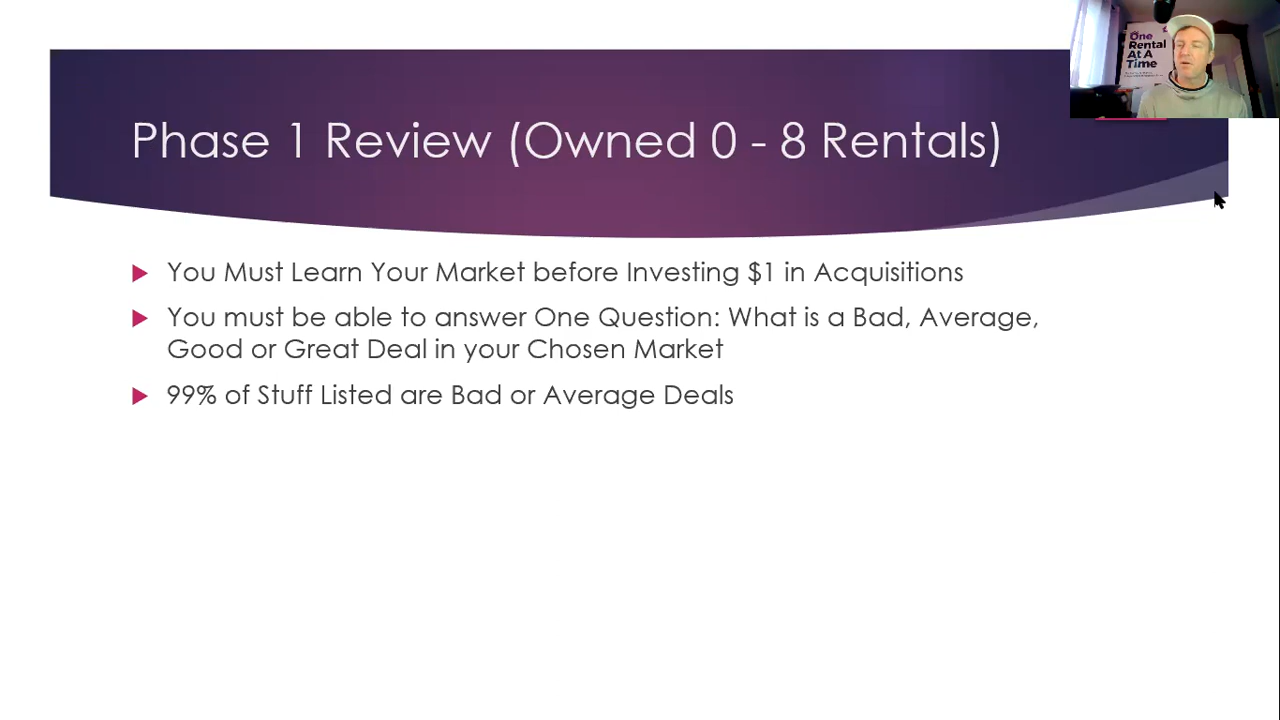 Phase 1 Review (Owned 0 - 8 Rentals)
One
Rental
At A
Time
You Must Learn Your Market before Investing $1 in Acquisitions
You must be able to answer One Question: What is a Bad, Average,
Good or Great Deal in your Chosen Market
99% of Stuff Listed are Bad or Average Deals